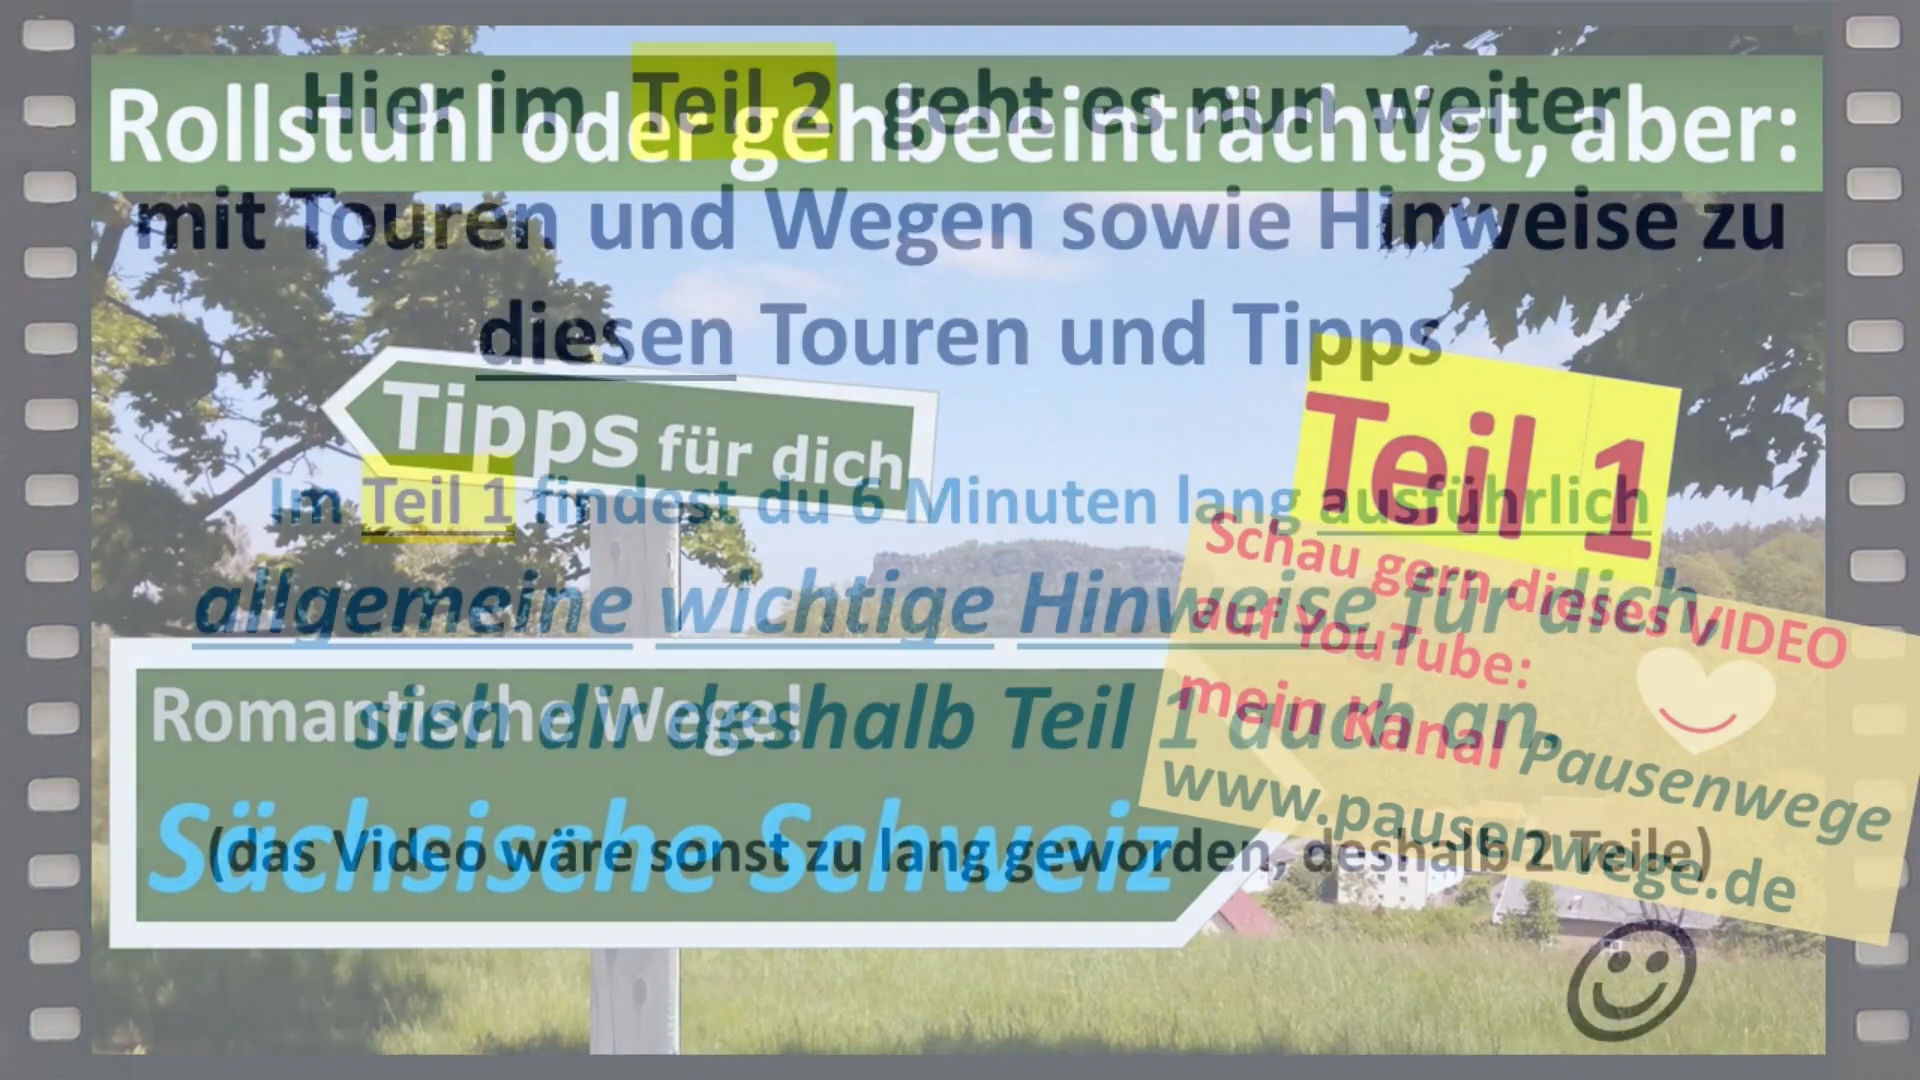 Hier im Teil 2 geht es nun weiter
Rollstuhl oder gehbeeinträchtigt, aber:
mit Touren und Wegen sowie Hinweise zu
diesen Touren und Tipps
Tipps für dich
Teil 1
Im Teil 1 findest du 6 Minuten lang ausführlich
allgemeine wichtige Hinweise für dich,
sieh dir deshalb Teil 1 auch an.
Schau gern dieses VIDEO
auf YouTube:
mein Kanal Pausenwege
www.pausenwege.de
Romantische Wege!
Sächsische Schweiz
(das Video wäre sonst zu lang geworden, deshalb 2 Teile)